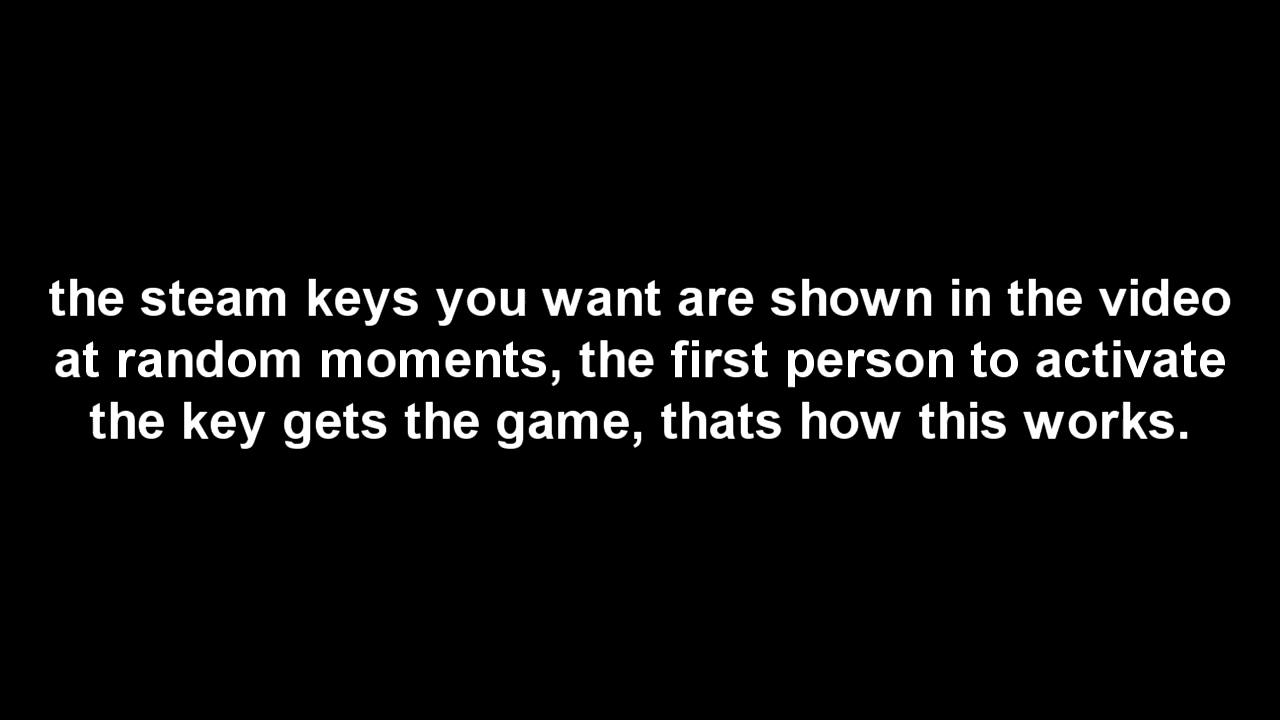 the steam keys you want are shown in the video
at random moments, the first person to activate
the key gets the game, thats how this works.